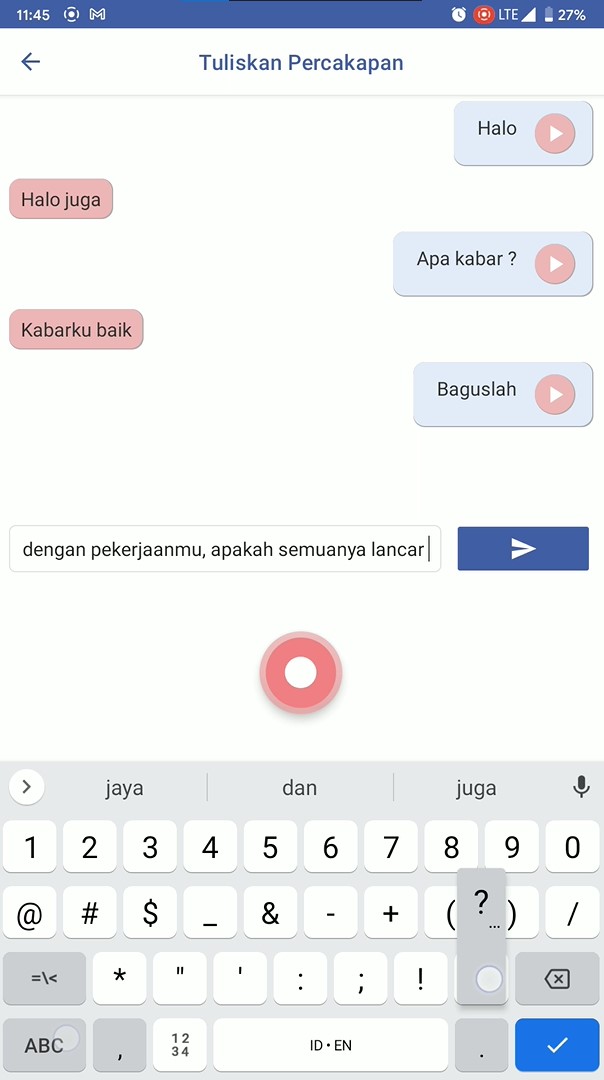 11:45 LTE 27%
Tuliskan Percakapan
Halo
Halo juga
Apa kabar ?
Kabarku baik
Baguslah
dengan pekerjaanmu, apakah semuanya lancar
jaya dan juga
1 2 3 4 5 6 7 8 9 0
@ # $ _ & - + ( ? ... ) /
=\< * " ' : ; !
ABC , 12 ID • EN .
34